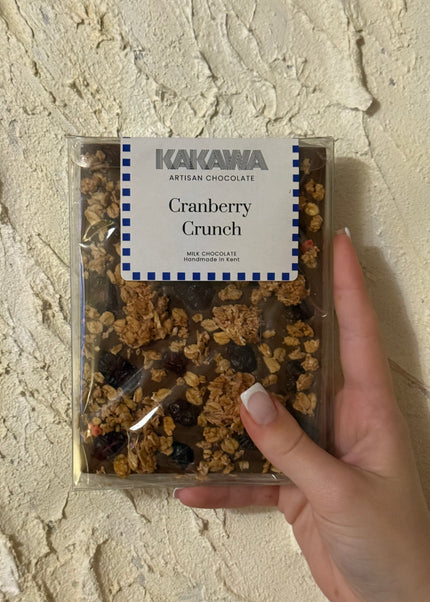 KAKAWA
ARTISAN CHOCOLATE
Cranberry
Crunch
MILK CHOCOLATE
Handmade in Kent